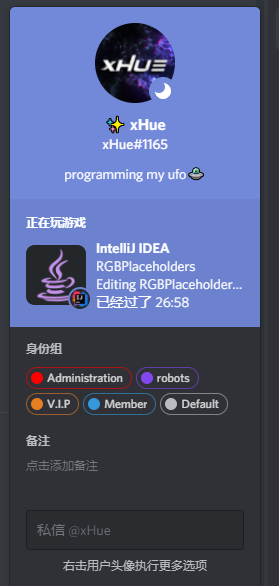 xHUE
✨ xHue
xHue#1165
programming my ufo🛸
正在玩游戏
IntelliJ IDEA
RGBPlaceholders
Editing RGBPlaceholder...
已经过了 26:58
身份组
Administration
robots
V.I.P
Member
Default
备注
点击添加备注
私信 @xHue
右击用户头像执行更多选项